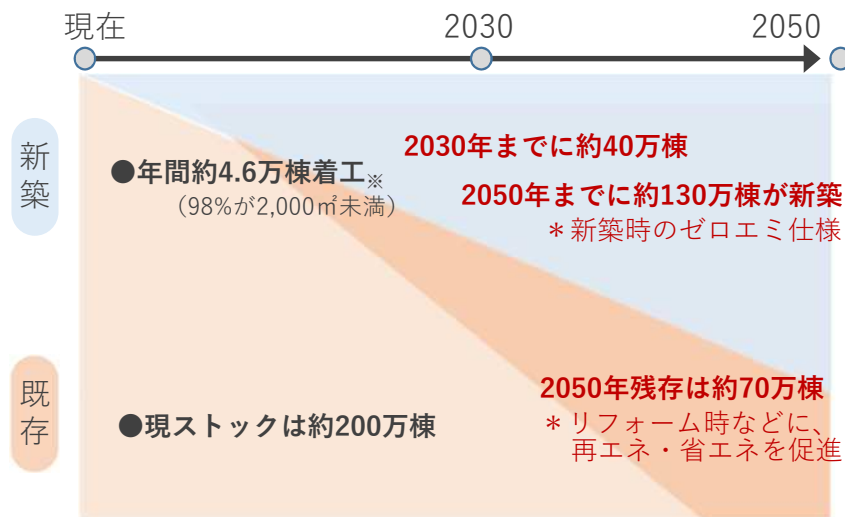 現在
2030
2050
新築
●年間約4.6万棟着工※
（98%が2,000㎡未満）
2030年までに約40万棟
2050年までに約130万棟が新築
＊新築時のゼロエミ仕様
既存
●現ストックは約200万棟
2050年残存は約70万棟
＊リフォーム時などに、
再エネ・省エネを促進